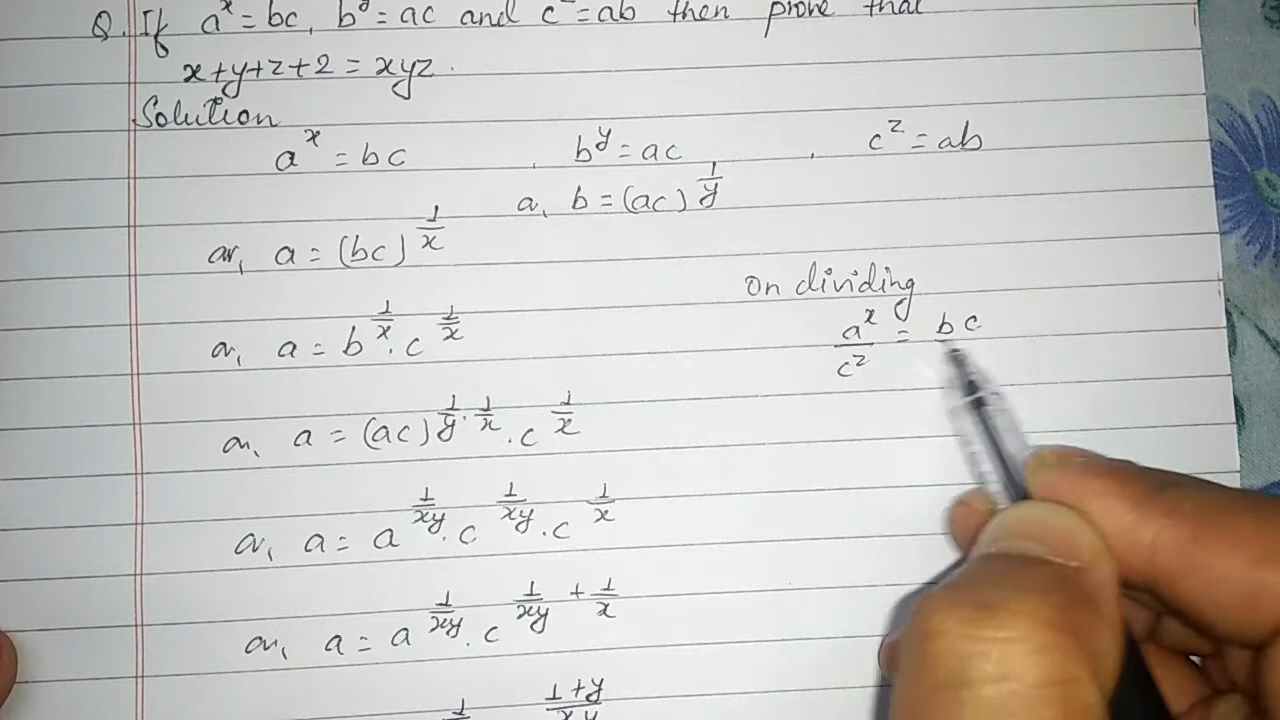 Q. If a^x = bc, b^y = ac and c^z = ab then prove that
x+y+z+2 = xyz.
Solution
a^x = bc , b^y = ac , c^z = ab
a, b = (ac)^(1/y)
or, a = (bc)^(1/x)
on dividing
a^x/c^z = bc
or, a = b^(1/x) . c^(1/x)
or, a = (ac)^(1/y . 1/x) . c^(1/x)
or, a = a^(1/xy) . c^(1/xy) . c^(1/x)
or, a = a^(1/xy) . c^(1/xy + 1/x)